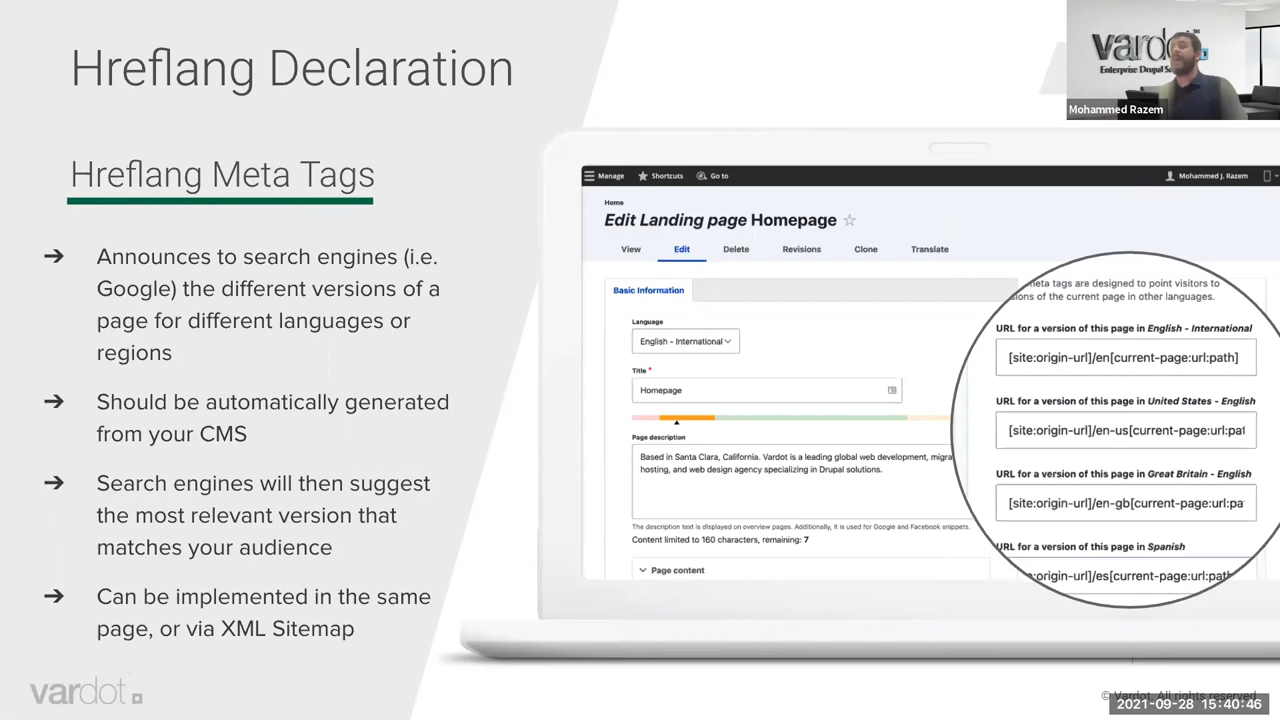 Hreflang Declaration
Hreflang Meta Tags
➔ Announces to search engines (i.e.
Google) the different versions of a
page for different languages or
regions
➔ Should be automatically generated
from your CMS
➔ Search engines will then suggest
the most relevant version that
matches your audience
➔ Can be implemented in the same
page, or via XML Sitemap
vardot
vardot
Enterprise Drupal
Mohammed Razem
Manage Shortcuts Go to Mohammed J. Razem
Home
Edit Landing page Homepage
View Edit Delete Revisions Clone Translate
Basic Information
Language
English - International
Title *
Homepage
Page description
Based in Santa Clara, California. Vardot is a leading global web development, migra
hosting, and web design agency specializing in Drupal solutions.
The description text is displayed on overview pages. Additionally, it is used for Google and Facebook snippets.
Content limited to 160 characters, remaining: 7
Page content
meta tags are designed to point visitors to
sions of the current page in other languages.
URL for a version of this page in English - International
[site:origin-url]/en[current-page:url:path]
URL for a version of this page in United States - English
[site:origin-url]/en-us[current-page:url:pat
URL for a version of this page in Great Britain - English
[site:origin-url]/en-gb[current-page:url:pa
URL for a version of this page in Spanish
:origin-url]/es[current-page:url:path
© Vardot. All rights reserved.
2021-09-28 15:40:46